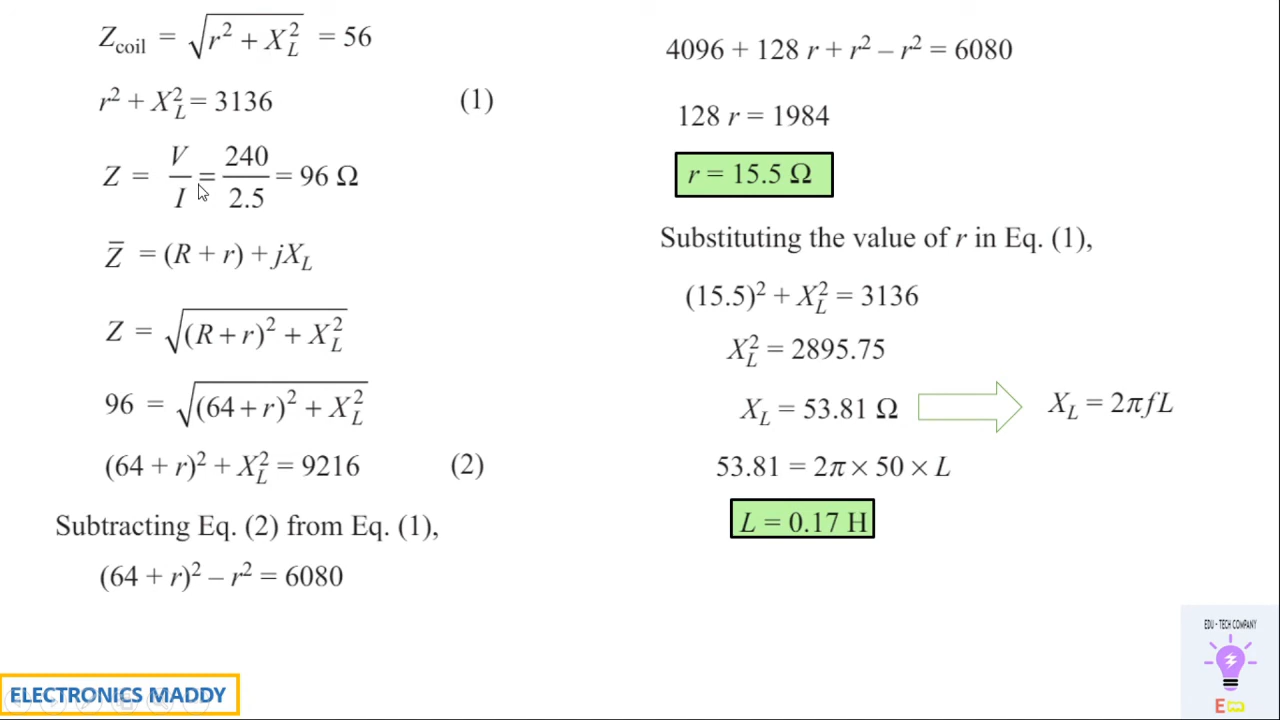 Z_coil = √(r² + X_L²) = 56
r² + X_L² = 3136 (1)
Z = V/I = 240/2.5 = 96 Ω
Z̄ = (R + r) + jX_L
Z = √((R + r)² + X_L²)
96 = √((64 + r)² + X_L²)
(64 + r)² + X_L² = 9216 (2)
Subtracting Eq. (2) from Eq. (1),
(64 + r)² – r² = 6080
4096 + 128 r + r² – r² = 6080
128 r = 1984
r = 15.5 Ω
Substituting the value of r in Eq. (1),
(15.5)² + X_L² = 3136
X_L² = 2895.75
X_L = 53.81 Ω
X_L = 2πfL
53.81 = 2π × 50 × L
L = 0.17 H
ELECTRONICS MADDY
EDU - TECH COMPANY
Em